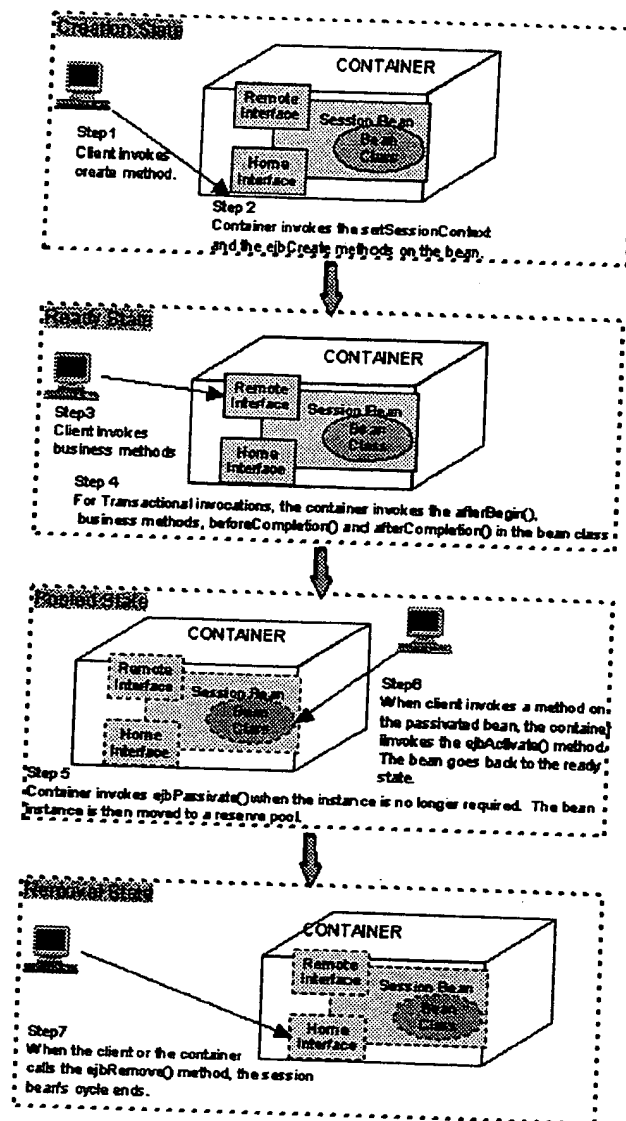 Creation State
CONTAINER
Remote
Interface
Session Bean
Bean
Class
Home
Interface
Step1
Client invokes
create method.
Step 2
Container invokes the setSessionContext
and the ejbCreate methods on the bean.
Ready State
CONTAINER
Remote
Interface
Session Bean
Bean
Class
Home
Interface
Step3
Client invokes
business methods
Step 4
For Transactional invocations, the container invokes the afterBegin(),
business methods, beforeCompletion() and afterCompletion() in the bean class
Pooled State
CONTAINER
Remote
Interface
Session Bean
Bean
Class
Home
Interface
Step6
When client invokes a method on
the passivated bean, the container
iinvokes the ejbActivate() method.
The bean goes back to the ready
state.
Step 5
Container invokes ejbPassivate() when the instance is no longer required. The bean
instance is then moved to a reserve pool.
Removal State
CONTAINER
Remote
Interface
Session Bean
Bean
Class
Home
Interface
Step7
When the client or the container
calls the ejbRemove() method, the session
bean's cycle ends.